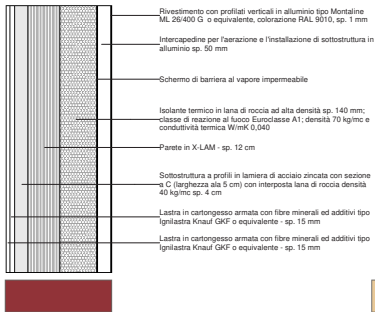 Rivestimento con profilati verticali in alluminio tipo Montaline
ML 26/400 G  o equivalente, colorazione RAL 9010, sp. 1 mm
Intercapedine per l'aerazione e l'installazione di sottostruttura in
alluminio sp. 50 mm
Schermo di barriera al vapore impermeabile
Isolante termico in lana di roccia ad alta densità sp. 140 mm;
classe di reazione al fuoco Euroclasse A1; densità 70 kg/mc e
conduttività termica W/mK 0,040
Parete in X-LAM - sp. 12 cm
Sottostruttura a profili in lamiera di acciaio zincata con sezione
a C (larghezza ala 5 cm) con interposta lana di roccia densità
40 kg/mc sp. 4 cm
Lastra in cartongesso armata con fibre minerali ed additivi tipo
Ignilastra Knauf GKF o equivalente - sp. 15 mm
Lastra in cartongesso armata con fibre minerali ed additivi tipo
Ignilastra Knauf GKF o equivalente - sp. 15 mm